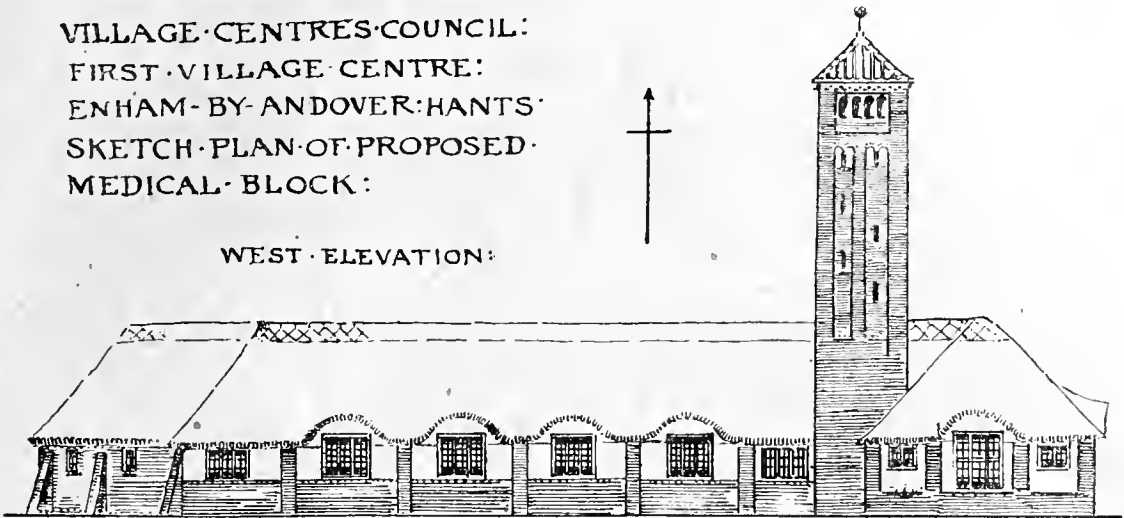 VILLAGE·CENTRES·COUNCIL:
FIRST·VILLAGE·CENTRE:
ENHAM-BY-ANDOVER:HANTS·
SKETCH·PLAN·OF·PROPOSED·
MEDICAL·BLOCK:
WEST·ELEVATION: